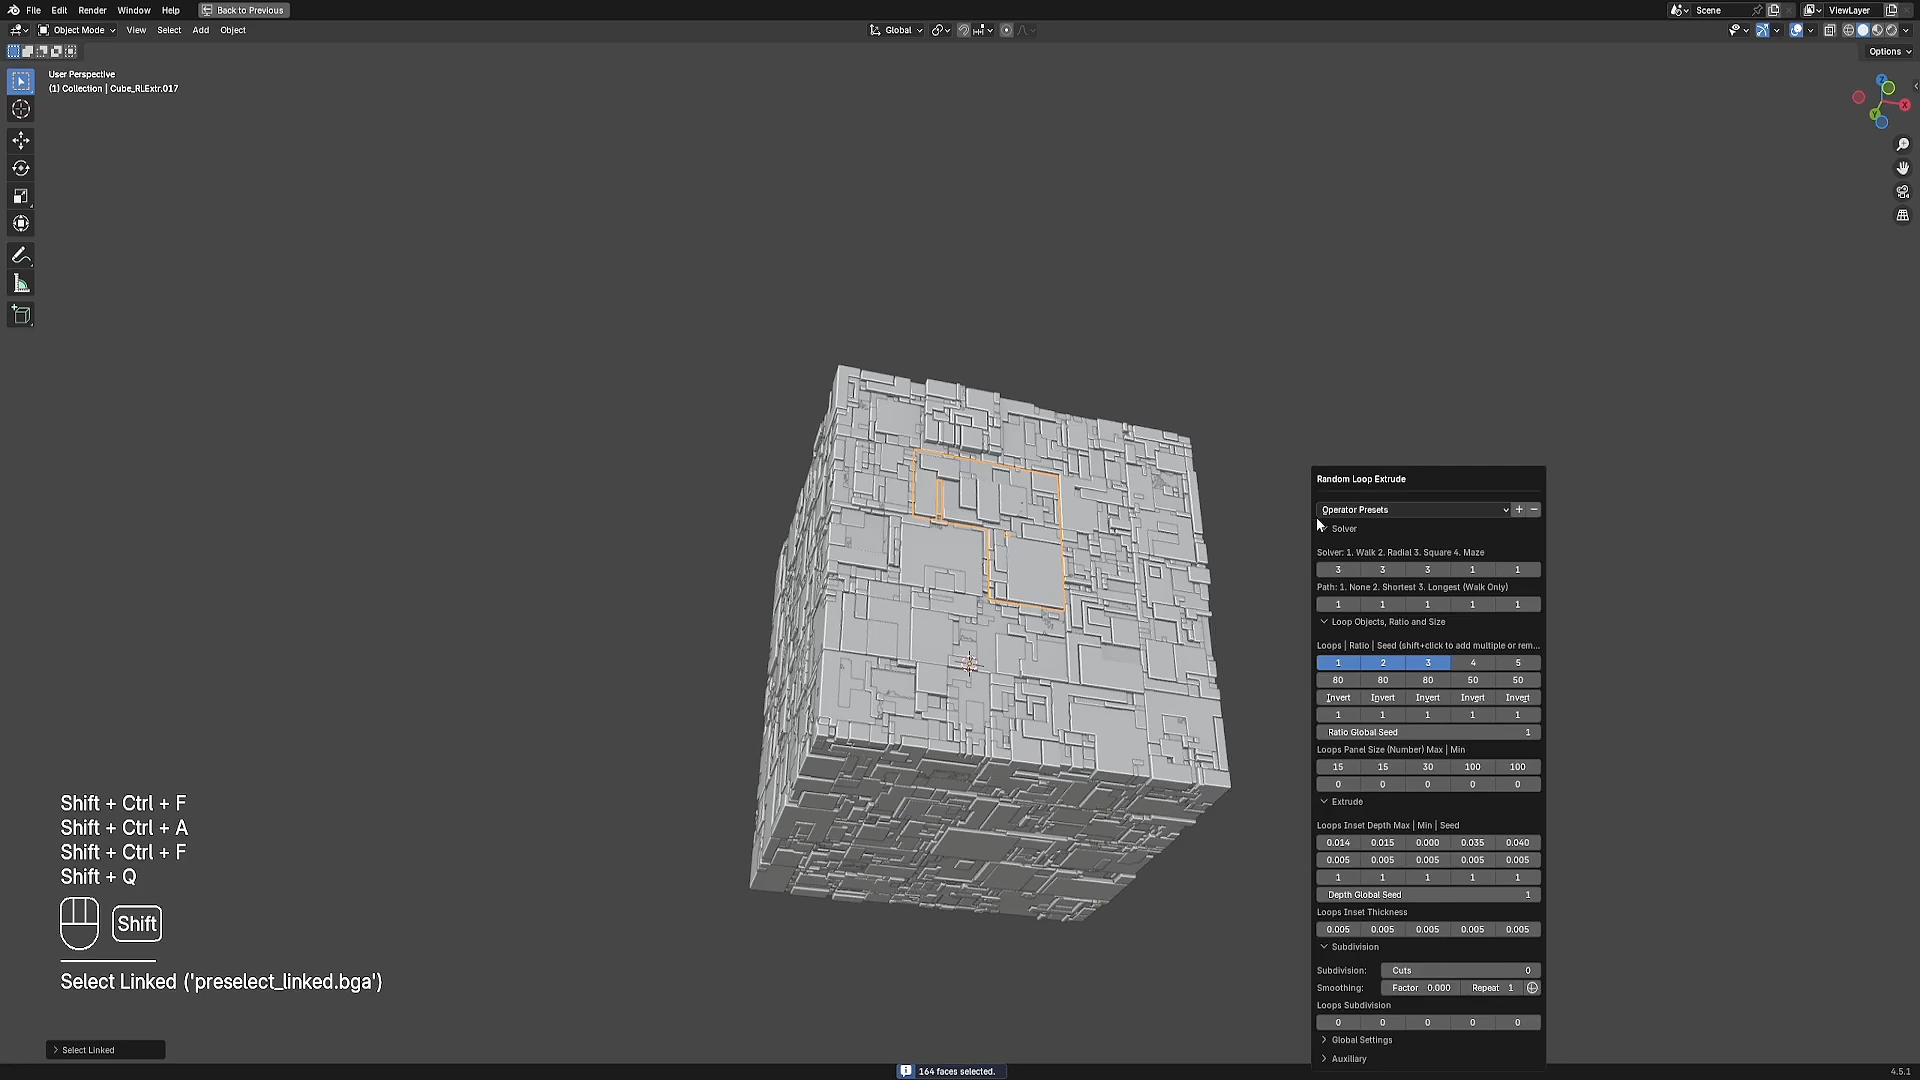 File Edit Render Window Help Back to Previous Scene ViewLayer
Object Mode View Select Add Object Global
Options
User Perspective
(1) Collection | Cube_RLExtr.017
Z
X
Y
Random Loop Extrude
Operator Presets
Solver
Solver: 1. Walk 2. Radial 3. Square 4. Maze
3 3 3 1 1
Path: 1. None 2. Shortest 3. Longest (Walk Only)
1 1 1 1 1
Loop Objects, Ratio and Size
Loops | Ratio | Seed (shift+click to add multiple or rem...
1 2 3 4 5
80 80 80 50 50
Invert Invert Invert Invert Invert
1 1 1 1 1
Ratio Global Seed 1
Loops Panel Size (Number) Max | Min
15 15 30 100 100
0 0 0 0 0
Extrude
Loops Inset Depth Max | Min | Seed
0.014 0.015 0.000 0.035 0.040
0.005 0.005 0.005 0.005 0.005
1 1 1 1 1
Depth Global Seed 1
Loops Inset Thickness
0.005 0.005 0.005 0.005 0.005
Subdivision
Subdivision: Cuts 0
Smoothing: Factor 0.000 Repeat 1
Loops Subdivision
0 0 0 0 0
Global Settings
Auxiliary
Shift + Ctrl + F
Shift + Ctrl + A
Shift + Ctrl + F
Shift + Q
Shift
Select Linked ('preselect_linked.bga')
Select Linked
164 faces selected.
4.5.1